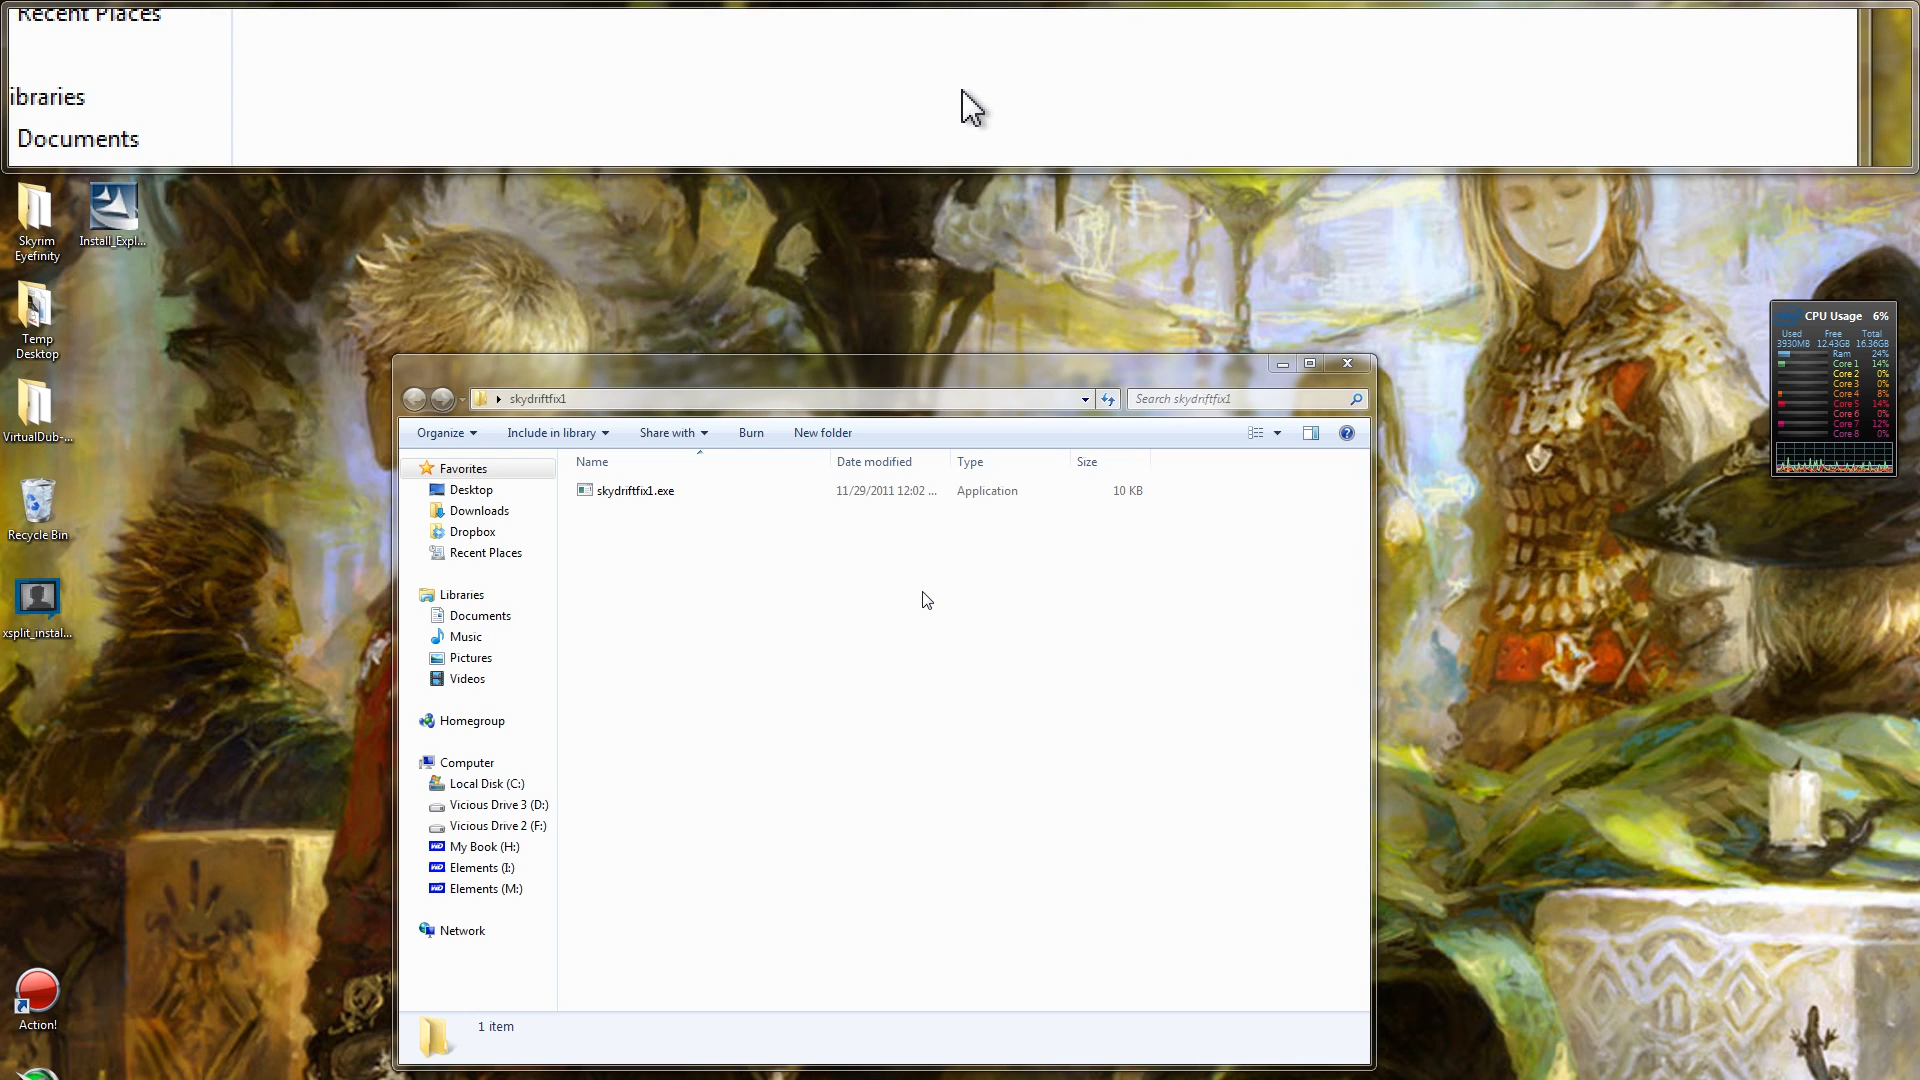 Recent Places
ibraries
Documents
Skyrim
Eyefinity
Install_Expl...
Temp
Desktop
VirtualDub-...
Recycle Bin
xsplit_instal...
Action!
CPU Usage 6%
Used Free Total
3930MB 12.43GB 16.36GB
Ram 24%
Core 1 14%
Core 2 0%
Core 3 0%
Core 4 8%
Core 5 14%
Core 6 0%
Core 7 12%
Core 8 0%
skydriftfix1
Search skydriftfix1
Organize Include in library Share with Burn New folder
Name Date modified Type Size
skydriftfix1.exe 11/29/2011 12:02 ... Application 10 KB
Favorites
Desktop
Downloads
Dropbox
Recent Places
Libraries
Documents
Music
Pictures
Videos
Homegroup
Computer
Local Disk (C:)
Vicious Drive 3 (D:)
Vicious Drive 2 (F:)
My Book (H:)
Elements (I:)
Elements (M:)
Network
1 item